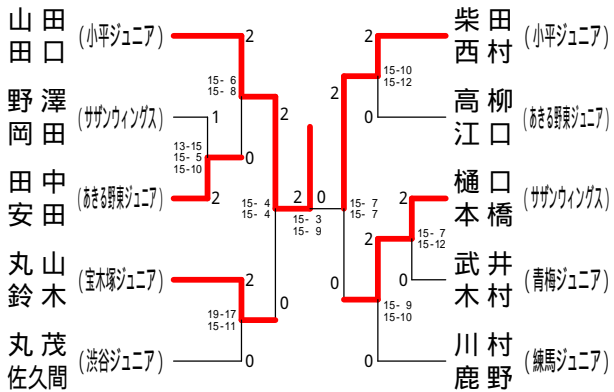 山 田
田 口
(小平ジュニア)
野 澤
岡 田
(サザンウィングス)
田 中
安 田
(あきる野東ジュニア)
丸 山
鈴 木
(宝木塚ジュニア)
丸 茂
佐久間
(渋谷ジュニア)
2
15- 6
15- 8
1
13-15
15- 5
15-10
0
2
2
15- 4
15- 4
2
19-17
15-11
0
0
2 0
15- 3
15- 9
2
15-10
15-12
0
2
15- 7
15- 7
2
2
15- 7
15-12
0
0
15- 9
15-10
0
柴 田
西 村
(小平ジュニア)
高 柳
江 口
(あきる野東ジュニア)
樋 口
本 橋
(サザンウィングス)
武 井
木 村
(青梅ジュニア)
川 村
鹿 野
(練馬ジュニア)